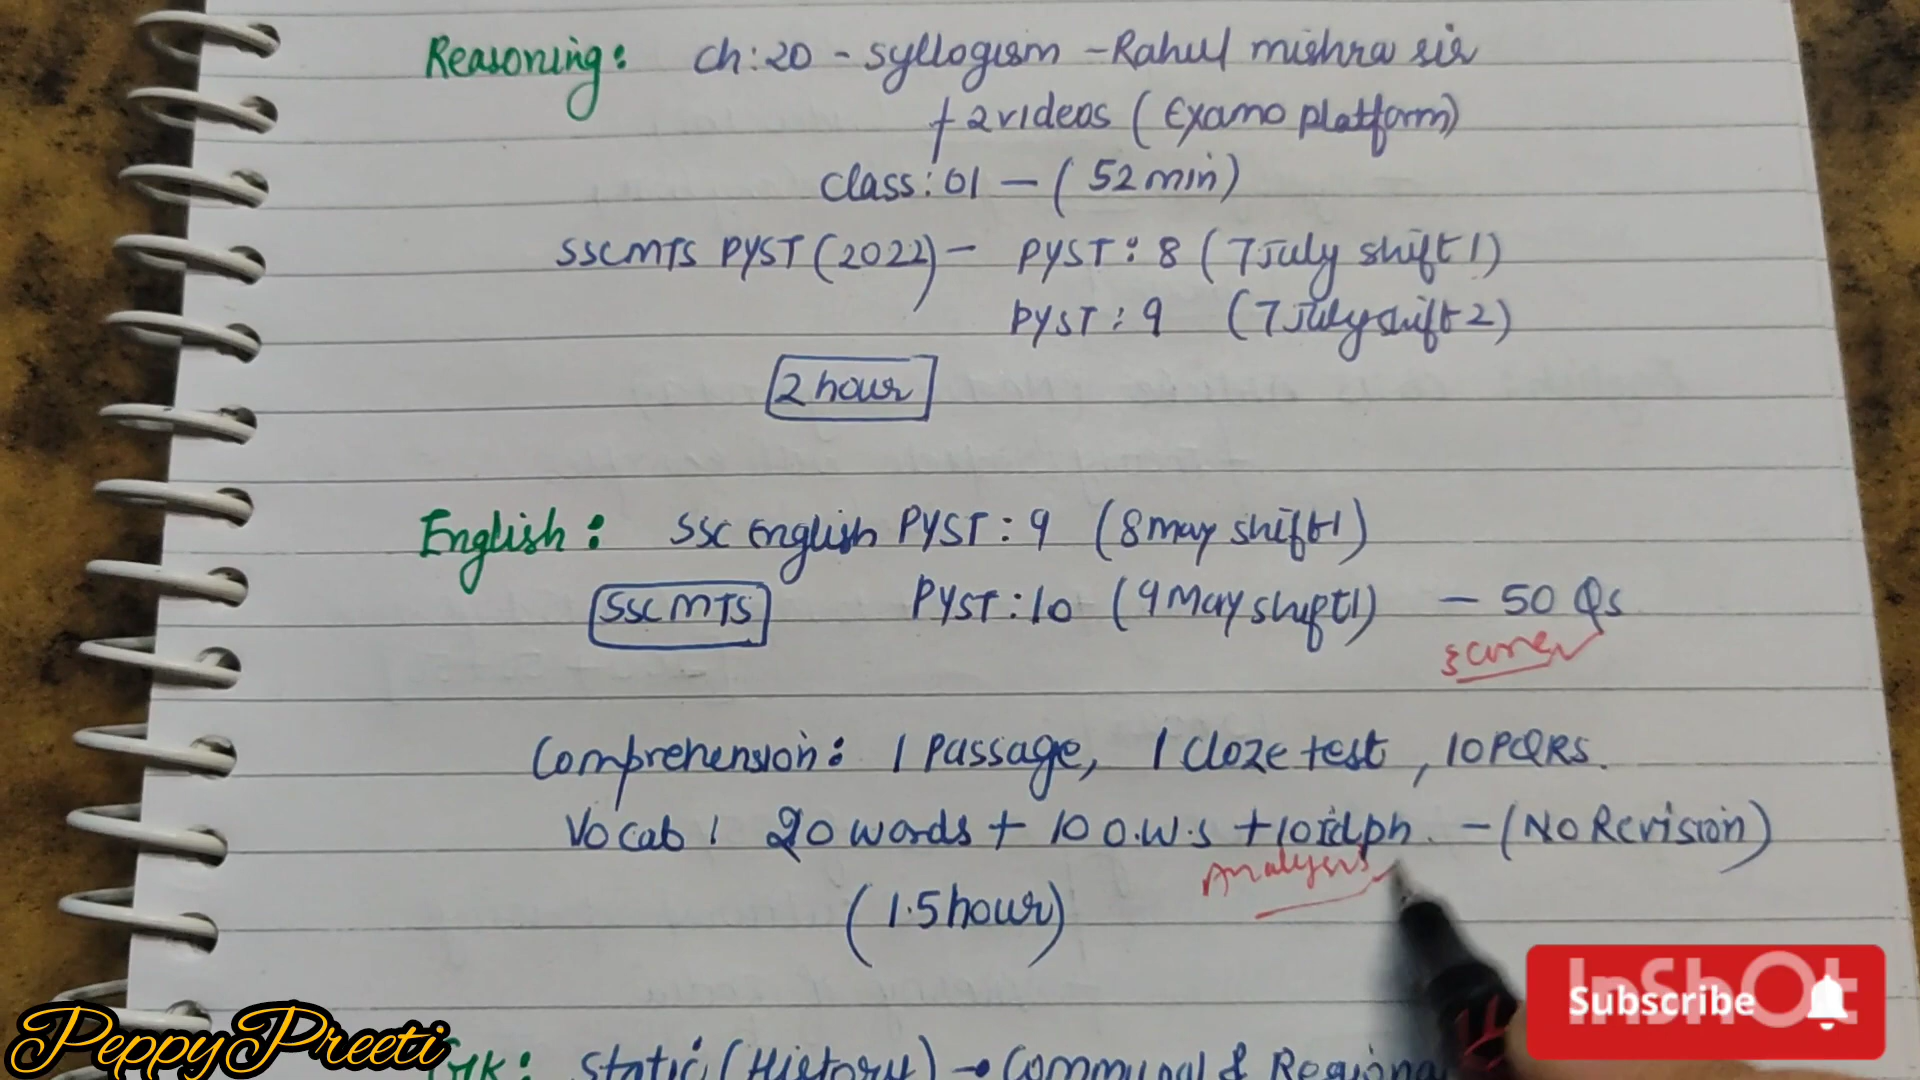 Reasoning: Ch:20 - syllogism - Rahul mishra sir
+ 2 videos (Examo platform)
class: 01 - (52 min)
SSC MTS PYST (2022) - PYST: 8 (7 July shift 1)
PYST: 9 (7 July shift 2)
2 hour
English: SSC English PYST: 9 (8 may shift 1)
SSC MTS PYST: 10 (9 May shift 1) - 50 Qs
Score
Comprehension: 1 Passage, 1 Cloze test, 10 PQRS.
Vocab: 20 words + 10 O.W.S + 10 idph. - (No Revision)
Analysis
(1.5 hour)
InShOt
Subscribe
PeppyPreeti
GK: Static (History) → Communal & Regional